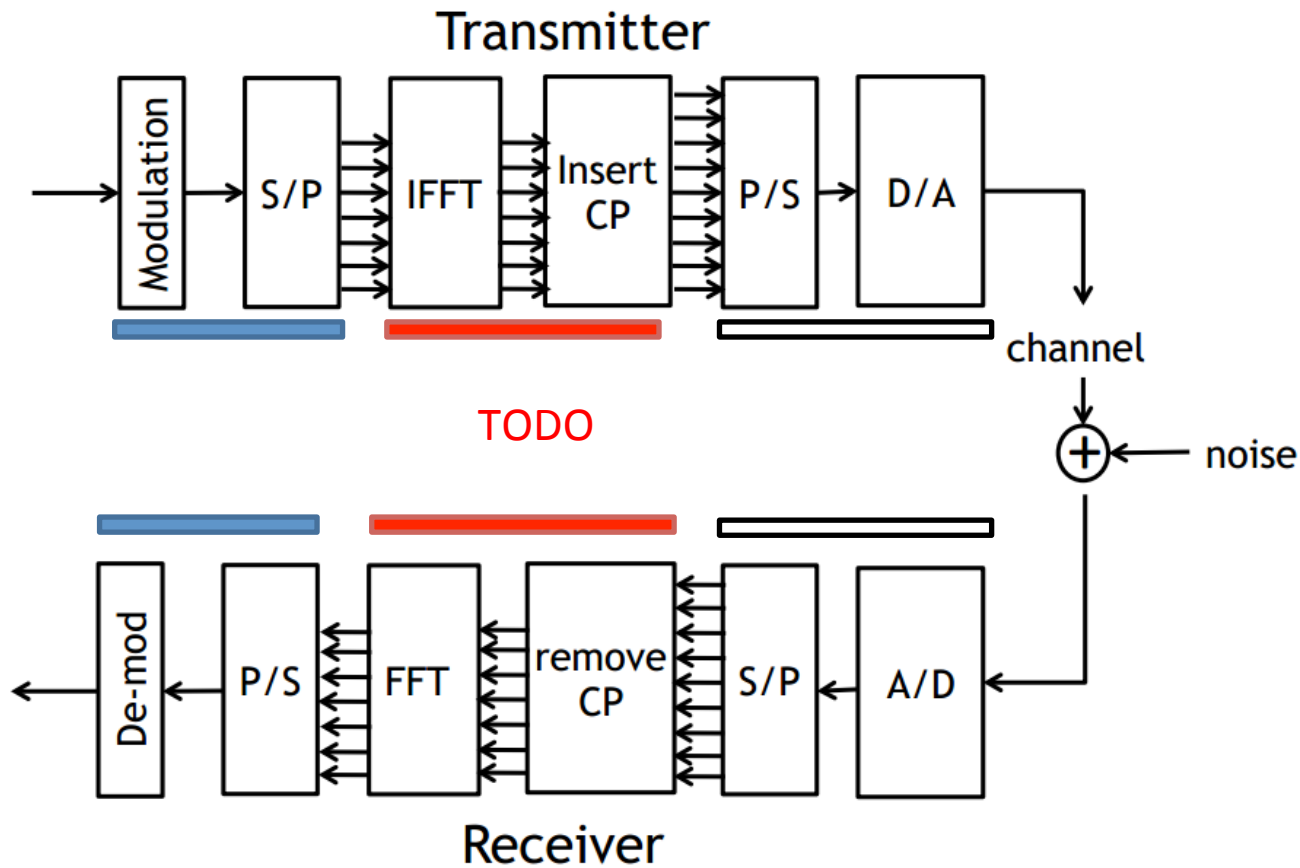 Transmitter
Modulation
S/P
IFFT
Insert
CP
P/S
D/A
channel
TODO
+
noise
De-mod
P/S
FFT
remove
CP
S/P
A/D
Receiver